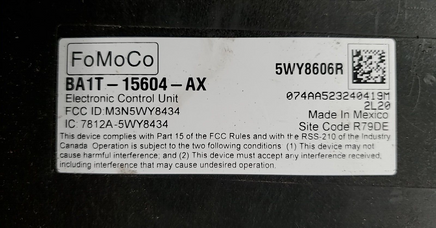 FoMoCo
5WY8606R
BA1T-15604-AX
Electronic Control Unit
074AA523240419M
2L20
FCC ID:M3N5WY8434
Made In Mexico
IC: 7812A-5WY8434
Site Code R79DE
This device complies with Part 15 of the FCC Rules and with the RSS-210 of the Industry
Canada. Operation is subject to the two following conditions: (1) This device may not
cause harmful interference, and (2) This device must accept any interference received,
including interference that may cause undesired operation.